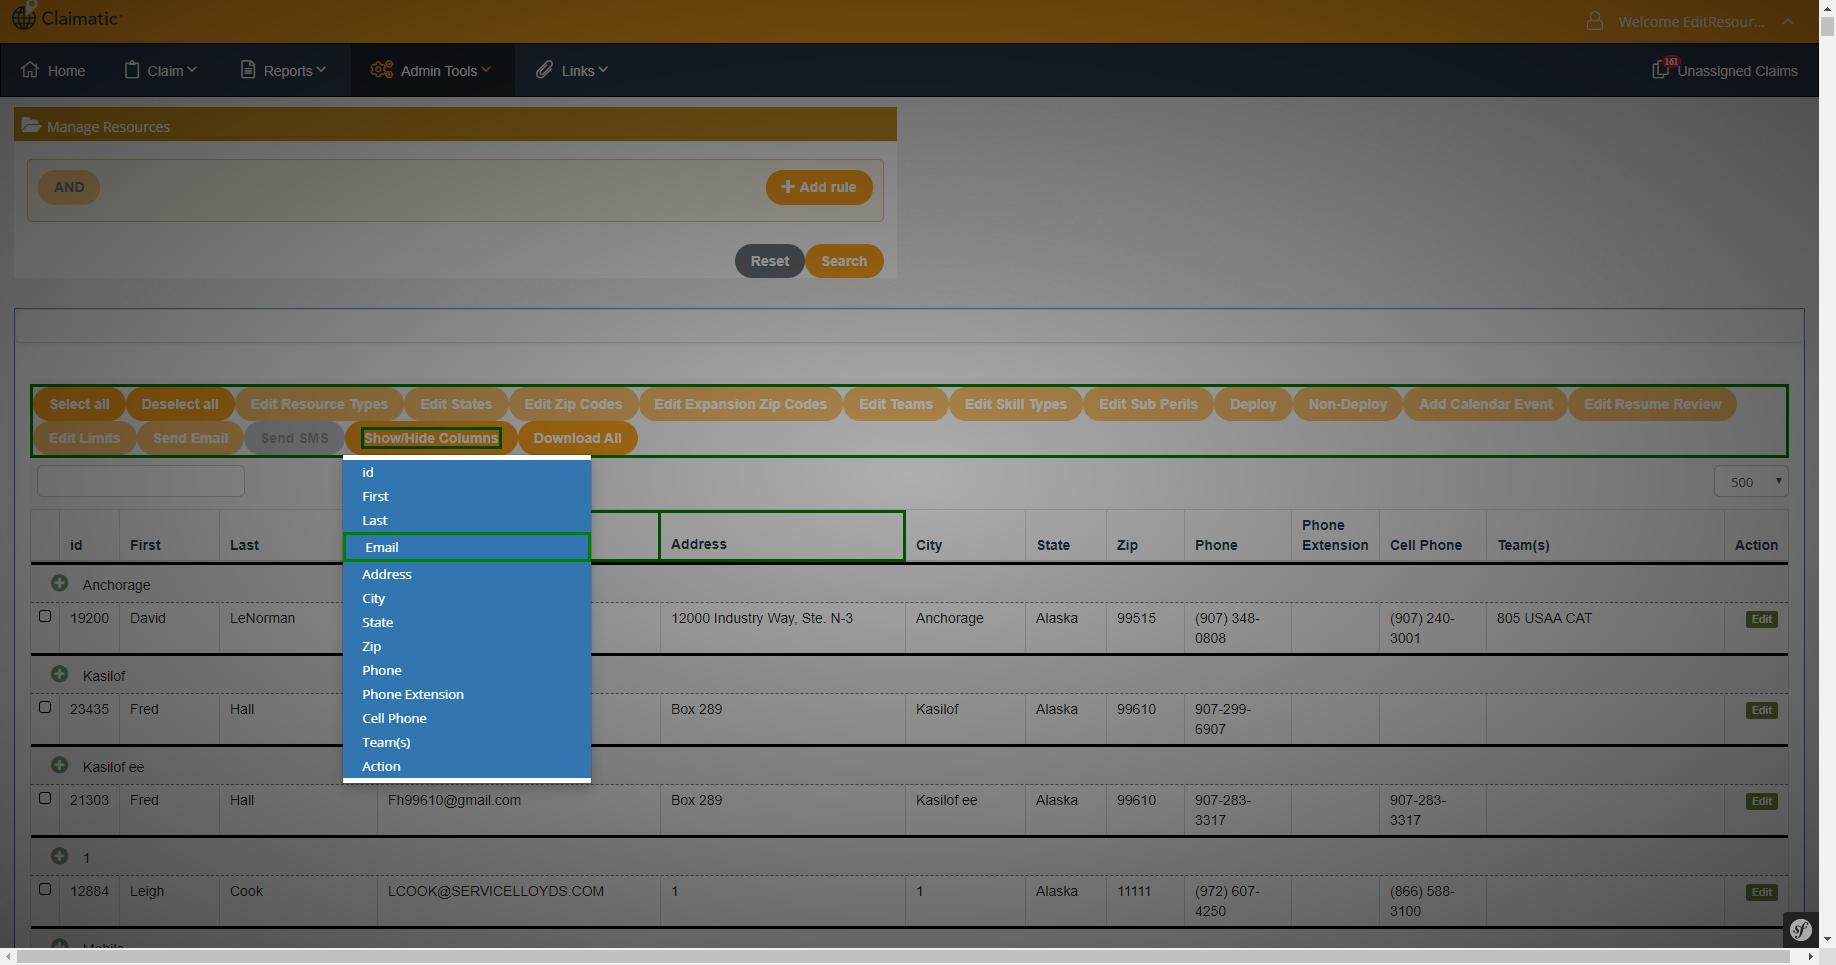 Claimatic
Welcome EditResour...
Home
Claim
Reports
Admin Tools
Links
161
Unassigned Claims
Manage Resources
AND
Add rule
Reset
Search
Select all
Deselect all
Edit Resource Types
Edit States
Edit Zip Codes
Edit Expansion Zip Codes
Edit Teams
Edit Skill Types
Edit Sub Perils
Deploy
Non-Deploy
Add Calendar Event
Edit Resume Review
Edit Limits
Send Email
Send SMS
Show/Hide Columns
Download All
id
First
Last
Email
Address
City
State
Zip
Phone
Phone Extension
Cell Phone
Team(s)
Action
500
id
First
Last
Address
City
State
Zip
Phone
Phone
Extension
Cell Phone
Team(s)
Action
Anchorage
19200
David
LeNorman
12000 Industry Way, Ste. N-3
Anchorage
Alaska
99515
(907) 348-
0808
(907) 240-
3001
805 USAA CAT
Edit
Kasilof
23435
Fred
Hall
Box 289
Kasilof
Alaska
99610
907-299-
6907
Edit
Kasilof ee
21303
Fred
Hall
Fh99610@gmail.com
Box 289
Kasilof ee
Alaska
99610
907-283-
3317
907-283-
3317
Edit
1
12884
Leigh
Cook
LCOOK@SERVICELLOYDS.COM
1
1
Alaska
11111
(972) 607-
4250
(866) 588-
3100
Edit
sf